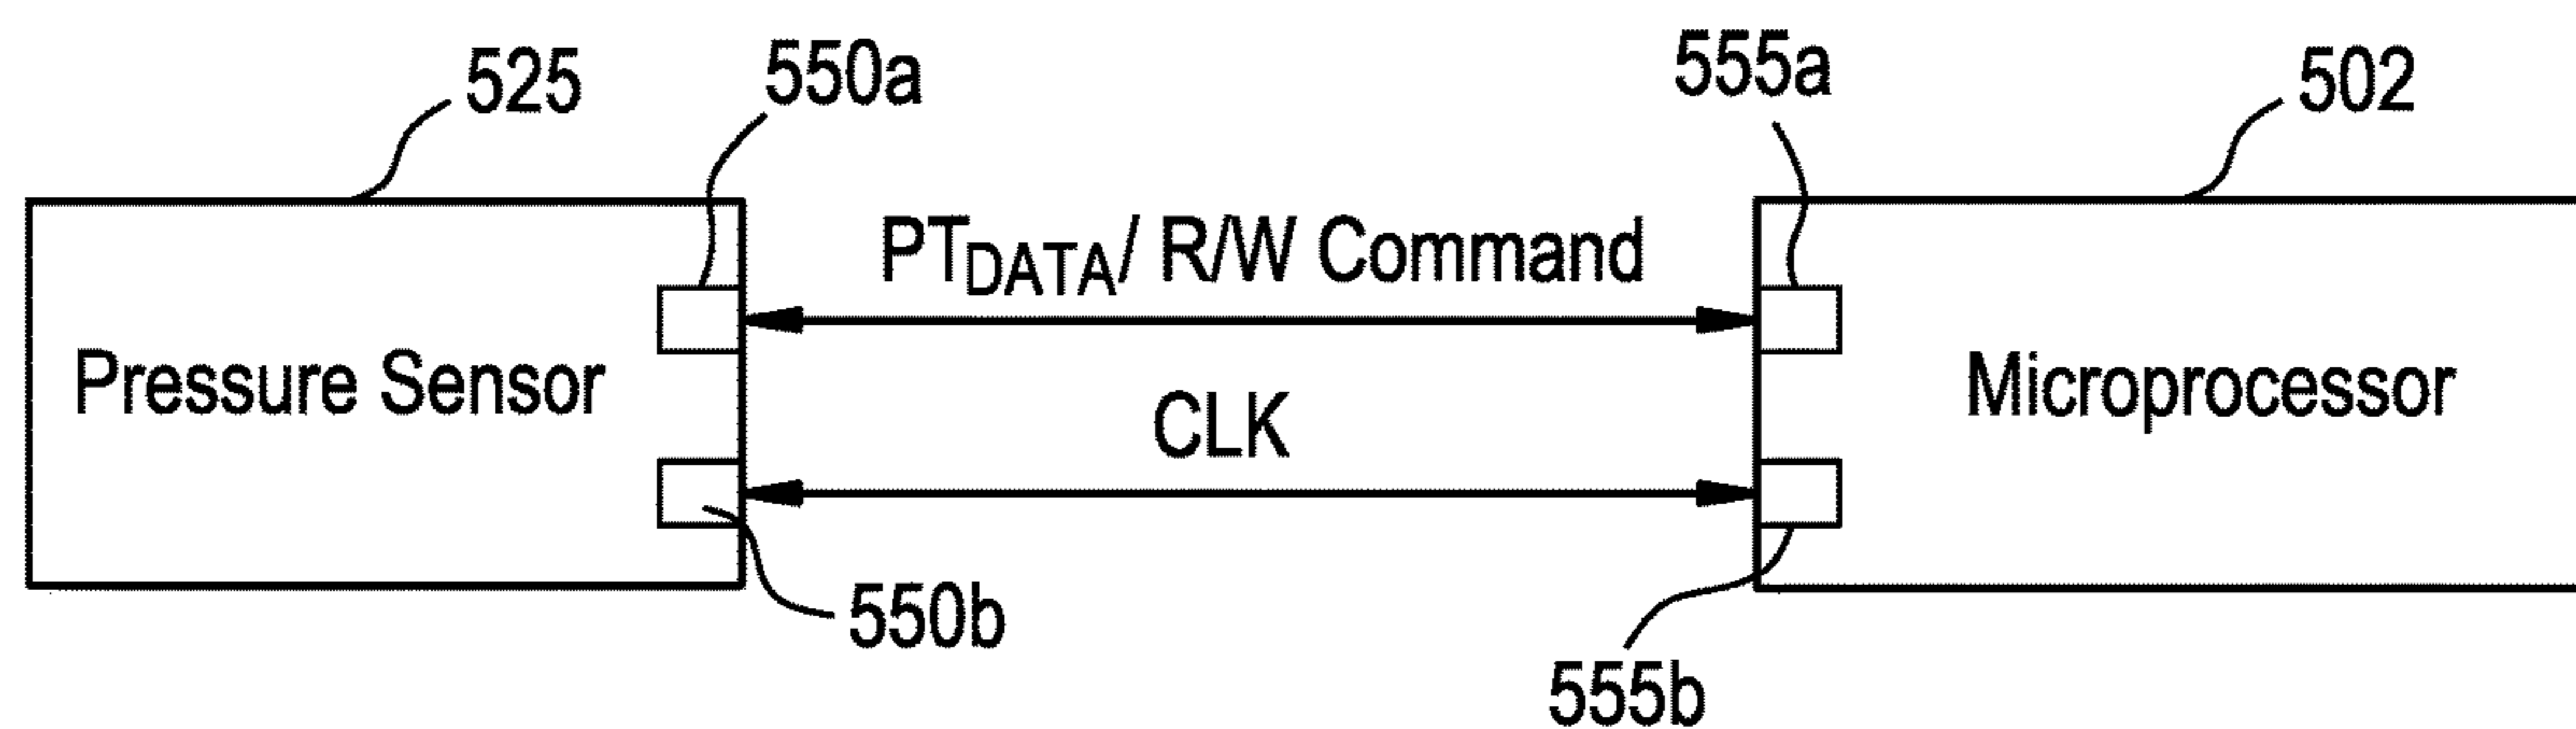 525
550a
555a
502
PTDATA/ R/W Command
Pressure Sensor
CLK
Microprocessor
550b
555b